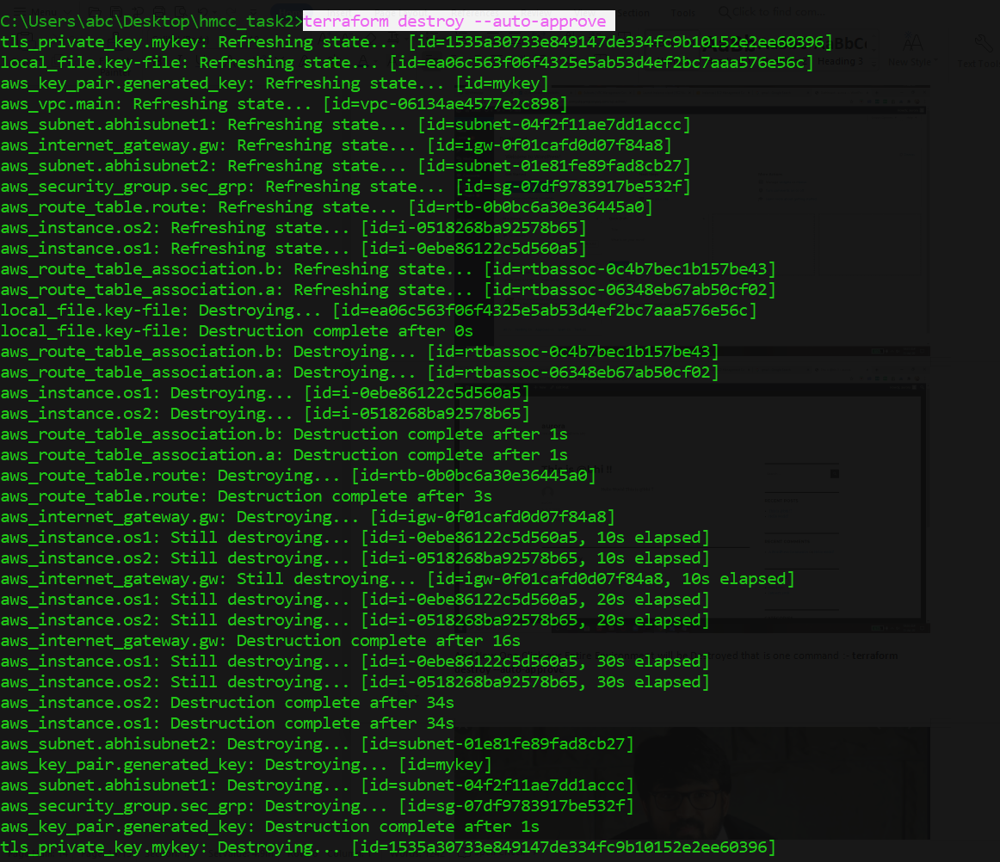 C:\Users\abc\Desktop\hmcc_task2>terraform destroy --auto-approve
tls_private_key.mykey: Refreshing state... [id=1535a30733e849147de334fc9b10152e2ee60396]
local_file.key-file: Refreshing state... [id=ea06c563f06f4325e5ab53d4ef2bc7aaa576e56c]
aws_key_pair.generated_key: Refreshing state... [id=mykey]
aws_vpc.main: Refreshing state... [id=vpc-06134ae4577e2c898]
aws_subnet.abhisubnet1: Refreshing state... [id=subnet-04f2f11ae7dd1accc]
aws_internet_gateway.gw: Refreshing state... [id=igw-0f01cafd0d07f84a8]
aws_subnet.abhisubnet2: Refreshing state... [id=subnet-01e81fe89fad8cb27]
aws_security_group.sec_grp: Refreshing state... [id=sg-07df9783917be532f]
aws_route_table.route: Refreshing state... [id=rtb-0b0bc6a30e36445a0]
aws_instance.os2: Refreshing state... [id=i-0518268ba92578b65]
aws_instance.os1: Refreshing state... [id=i-0ebe86122c5d560a5]
aws_route_table_association.b: Refreshing state... [id=rtbassoc-0c4b7bec1b157be43]
aws_route_table_association.a: Refreshing state... [id=rtbassoc-06348eb67ab50cf02]
local_file.key-file: Destroying... [id=ea06c563f06f4325e5ab53d4ef2bc7aaa576e56c]
local_file.key-file: Destruction complete after 0s
aws_route_table_association.b: Destroying... [id=rtbassoc-0c4b7bec1b157be43]
aws_route_table_association.a: Destroying... [id=rtbassoc-06348eb67ab50cf02]
aws_instance.os1: Destroying... [id=i-0ebe86122c5d560a5]
aws_instance.os2: Destroying... [id=i-0518268ba92578b65]
aws_route_table_association.b: Destruction complete after 1s
aws_route_table_association.a: Destruction complete after 1s
aws_route_table.route: Destroying... [id=rtb-0b0bc6a30e36445a0]
aws_route_table.route: Destruction complete after 3s
aws_internet_gateway.gw: Destroying... [id=igw-0f01cafd0d07f84a8]
aws_instance.os1: Still destroying... [id=i-0ebe86122c5d560a5, 10s elapsed]
aws_instance.os2: Still destroying... [id=i-0518268ba92578b65, 10s elapsed]
aws_internet_gateway.gw: Still destroying... [id=igw-0f01cafd0d07f84a8, 10s elapsed]
aws_instance.os1: Still destroying... [id=i-0ebe86122c5d560a5, 20s elapsed]
aws_instance.os2: Still destroying... [id=i-0518268ba92578b65, 20s elapsed]
aws_internet_gateway.gw: Destruction complete after 16s
aws_instance.os1: Still destroying... [id=i-0ebe86122c5d560a5, 30s elapsed]
aws_instance.os2: Still destroying... [id=i-0518268ba92578b65, 30s elapsed]
aws_instance.os2: Destruction complete after 34s
aws_instance.os1: Destruction complete after 34s
aws_subnet.abhisubnet2: Destroying... [id=subnet-01e81fe89fad8cb27]
aws_key_pair.generated_key: Destroying... [id=mykey]
aws_subnet.abhisubnet1: Destroying... [id=subnet-04f2f11ae7dd1accc]
aws_security_group.sec_grp: Destroying... [id=sg-07df9783917be532f]
aws_key_pair.generated_key: Destruction complete after 1s
tls_private_key.mykey: Destroying... [id=1535a30733e849147de334fc9b10152e2ee60396]